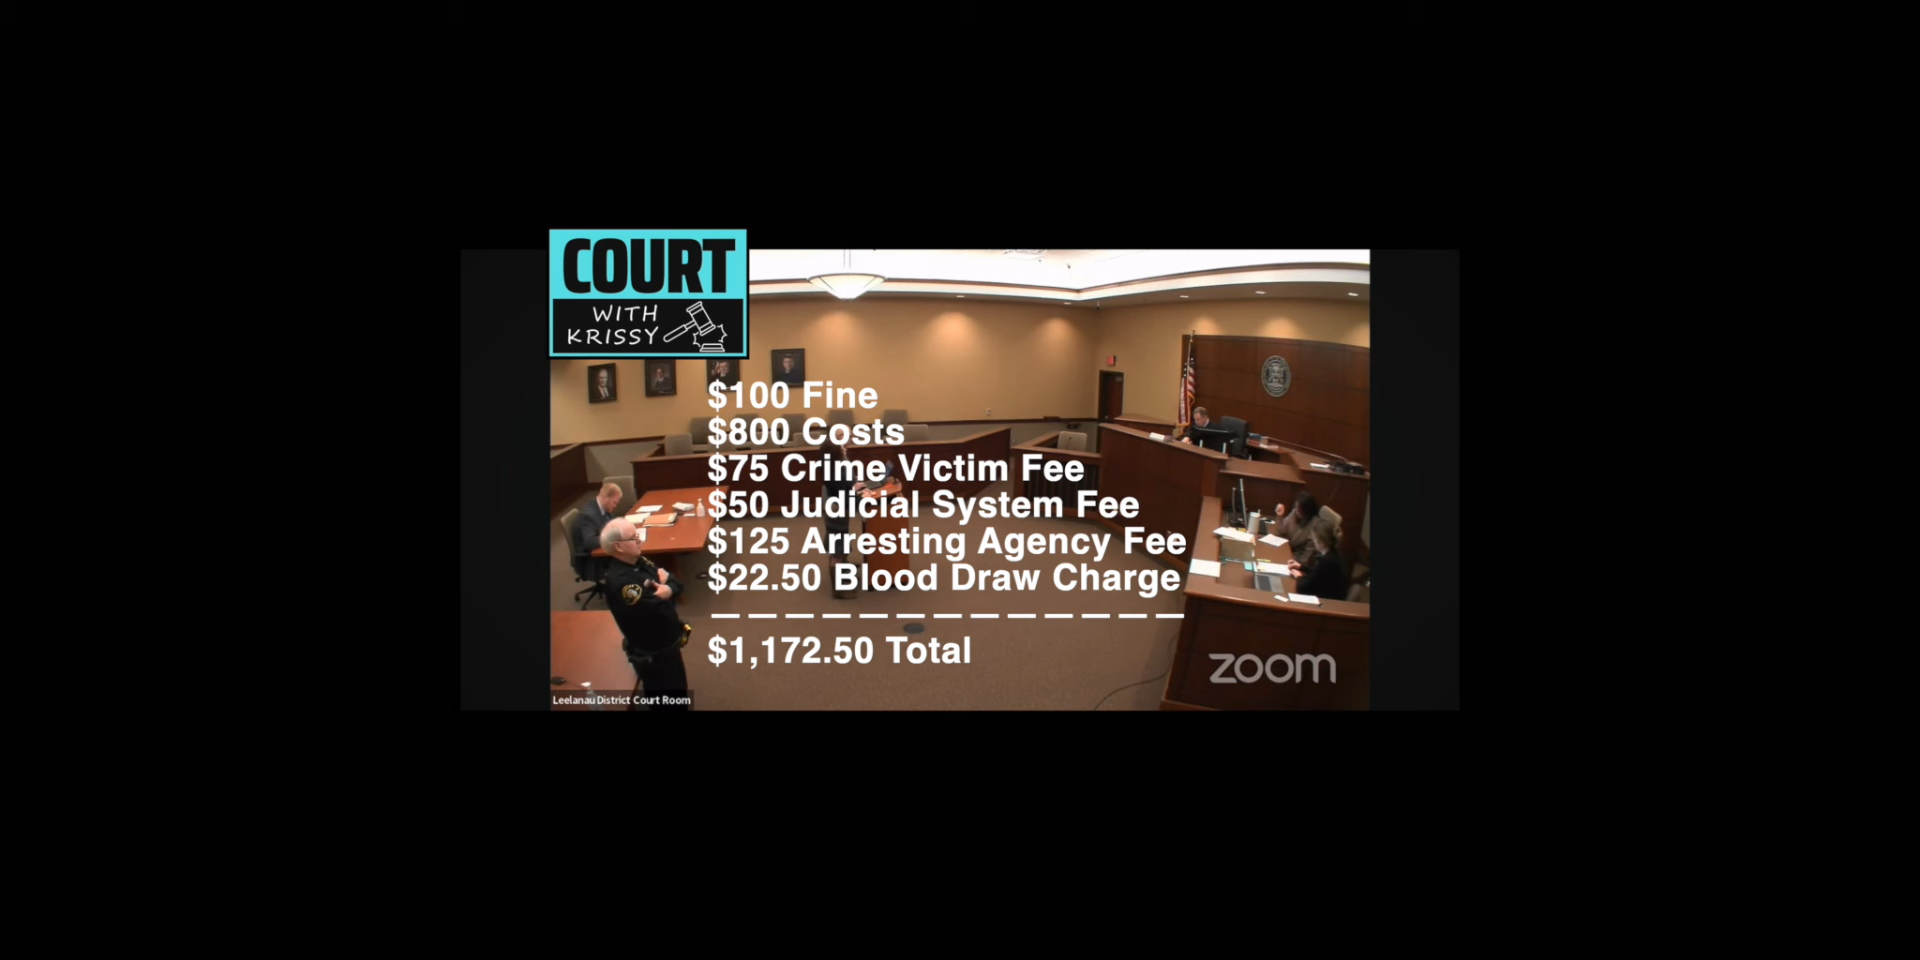 COURT
WITH
KRISSY
$100 Fine
$800 Costs
$75 Crime Victim Fee
$50 Judicial System Fee
$125 Arresting Agency Fee
$22.50 Blood Draw Charge
— — — — — — — — — — — — —
$1,172.50 Total
zoom
Leelanau District Court Room